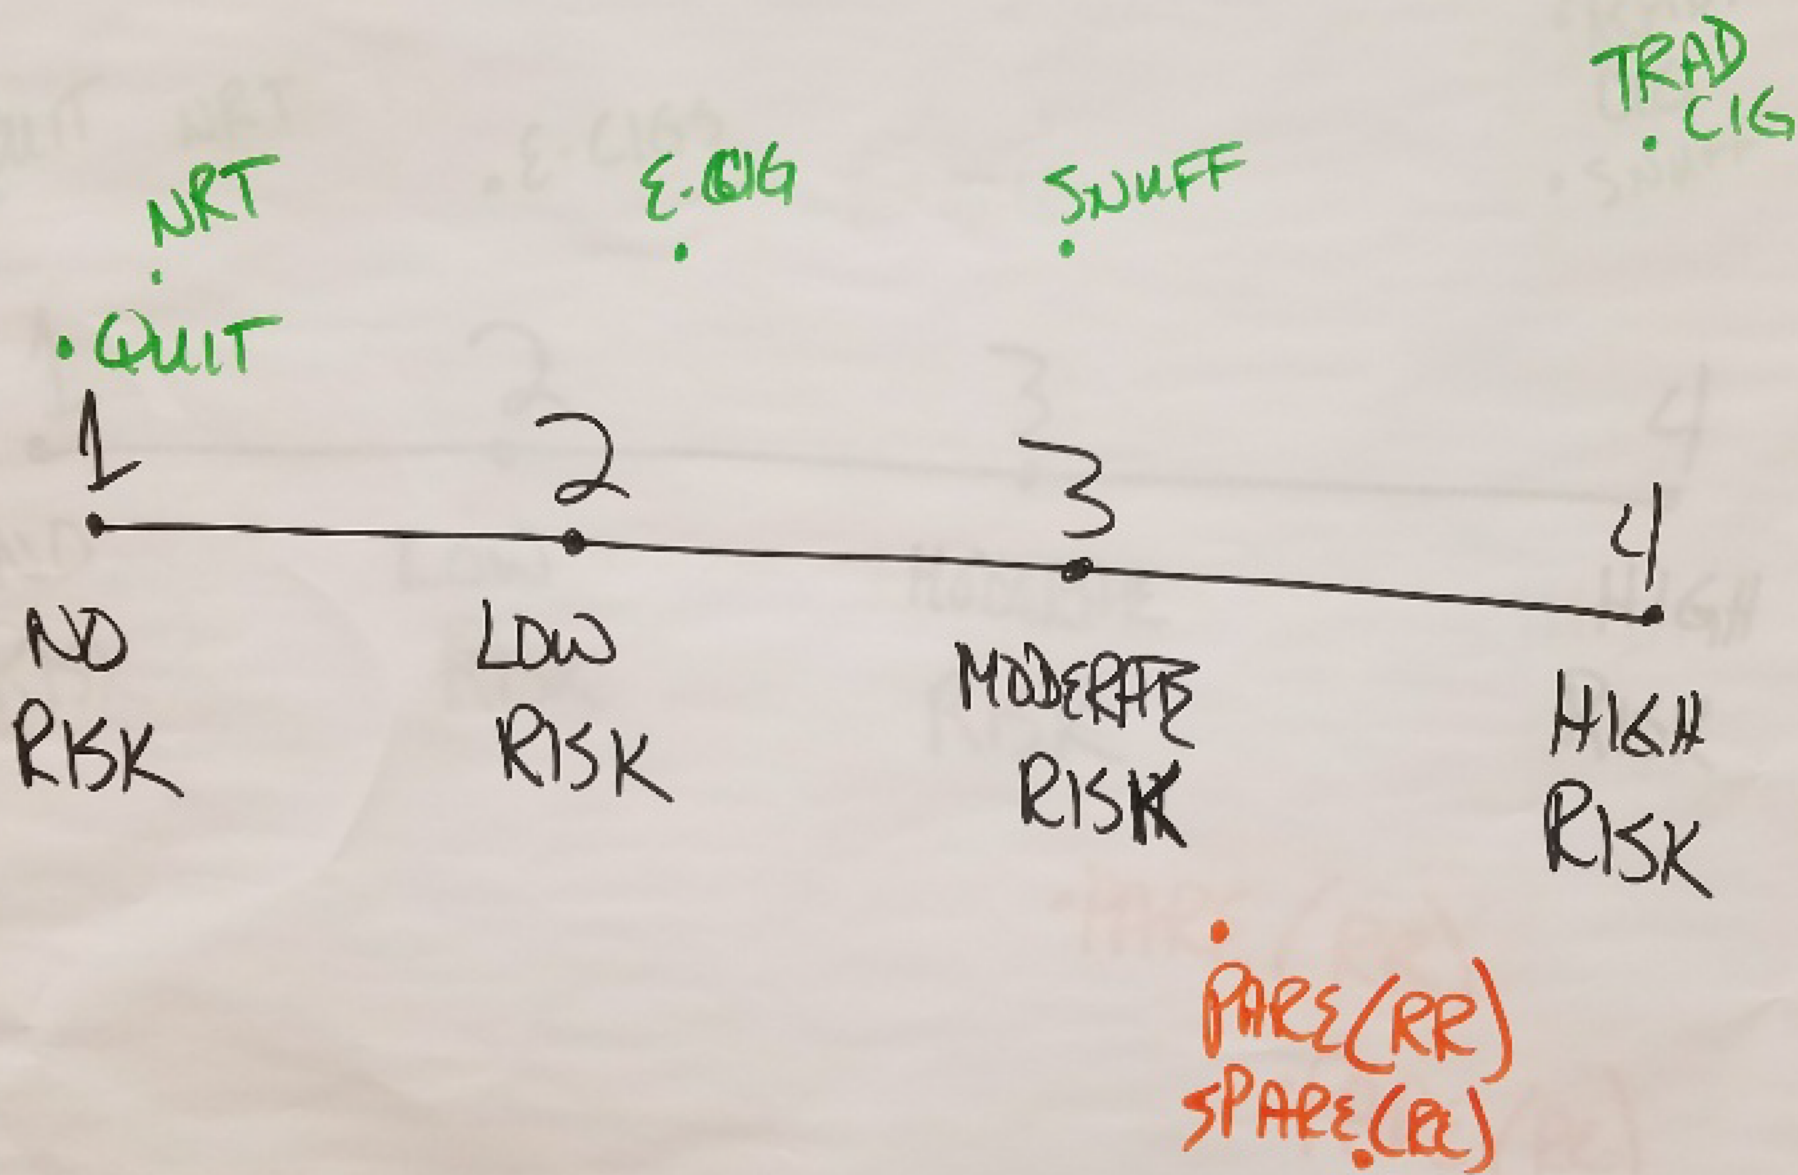 TRAD
CIG
NRT
E-CIG
SNUFF
QUIT
1
2
3
4
NO
RISK
LOW
RISK
MODERATE
RISK
HIGH
RISK
PARE(RR)
SPARE(RL)